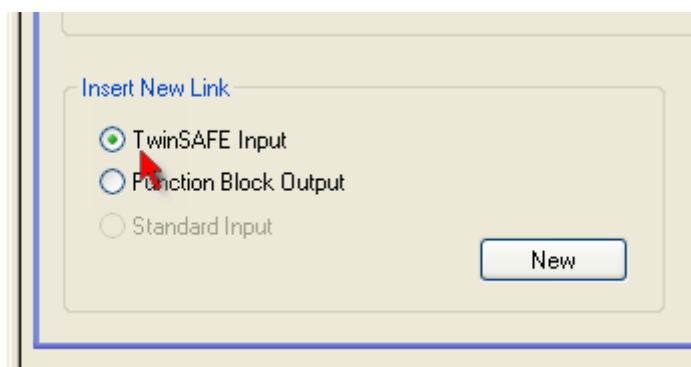 Insert New Link
TwinSAFE Input
Function Block Output
Standard Input
New